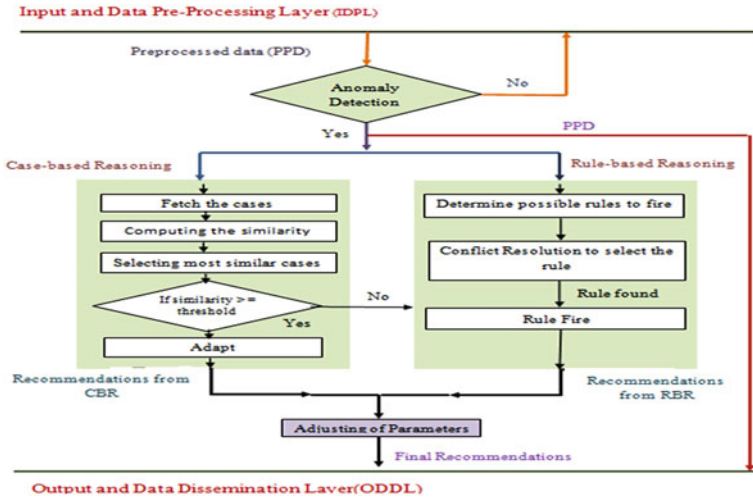 Input and Data Pre-Processing Layer (IDPL)
Preprocessed data (PPD)
Anomaly
Detection
No
Yes
PPD
Case-based Reasoning
Rule-based Reasoning
Fetch the cases
Computing the similarity
Selecting most similar cases
If similarity >=
threshold
No
Yes
Adapt
Determine possible rules to fire
Conflict Resolution to select the
rule
Rule found
Rule Fire
Recommendations from
CBR
Recommendations
from RBR
Adjusting of Parameters
Final Recommendations
Output and Data Dissemination Layer(ODDL)